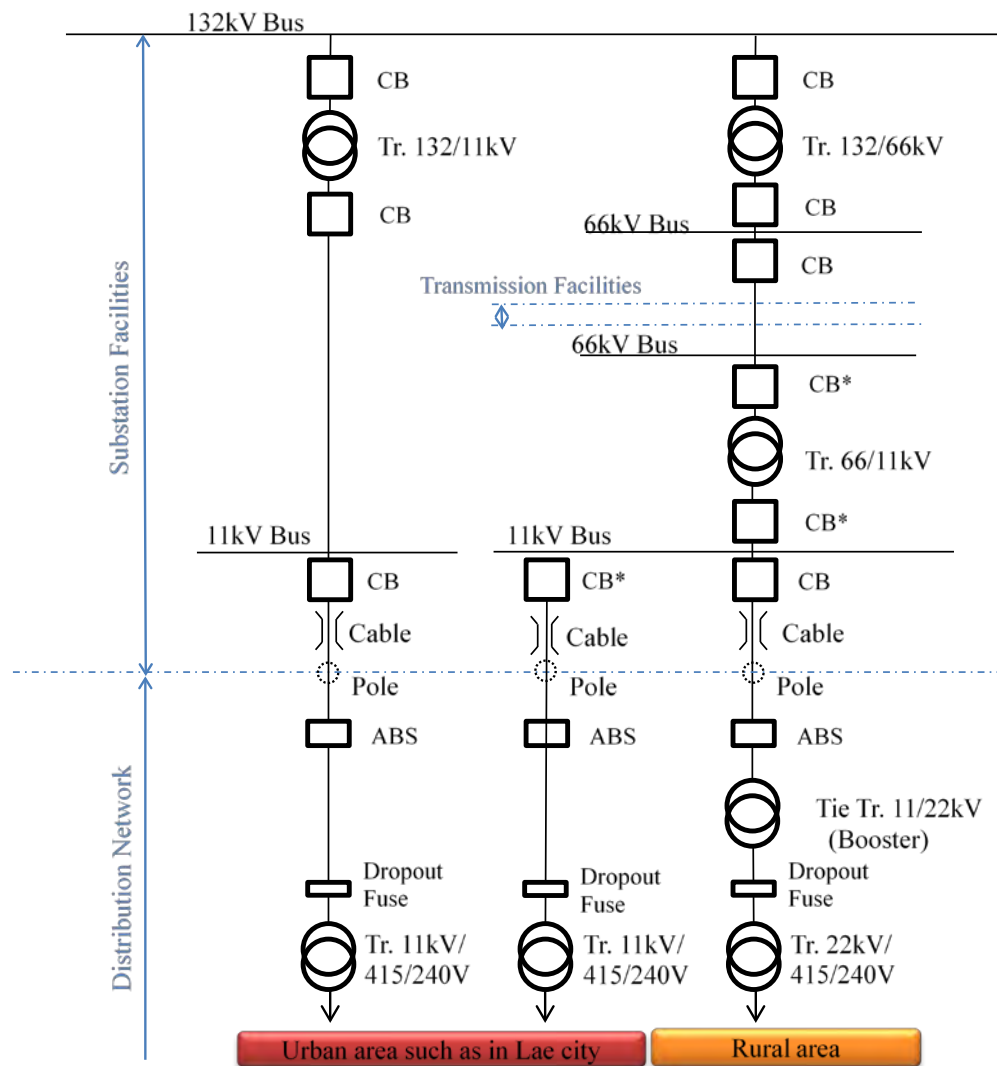 132kV Bus
CB
CB
Tr. 132/11kV
Tr. 132/66kV
CB
CB
66kV Bus
CB
Transmission Facilities
66kV Bus
CB*
Tr. 66/11kV
CB*
11kV Bus
11kV Bus
CB
CB*
CB
Cable
Cable
Cable
Pole
Pole
Pole
ABS
ABS
ABS
Tie Tr. 11/22kV
(Booster)
Dropout
Fuse
Dropout
Fuse
Dropout
Fuse
Tr. 11kV/
415/240V
Tr. 11kV/
415/240V
Tr. 22kV/
415/240V
Substation Facilities
Distribution Network
Urban area such as in Lae city
Rural area